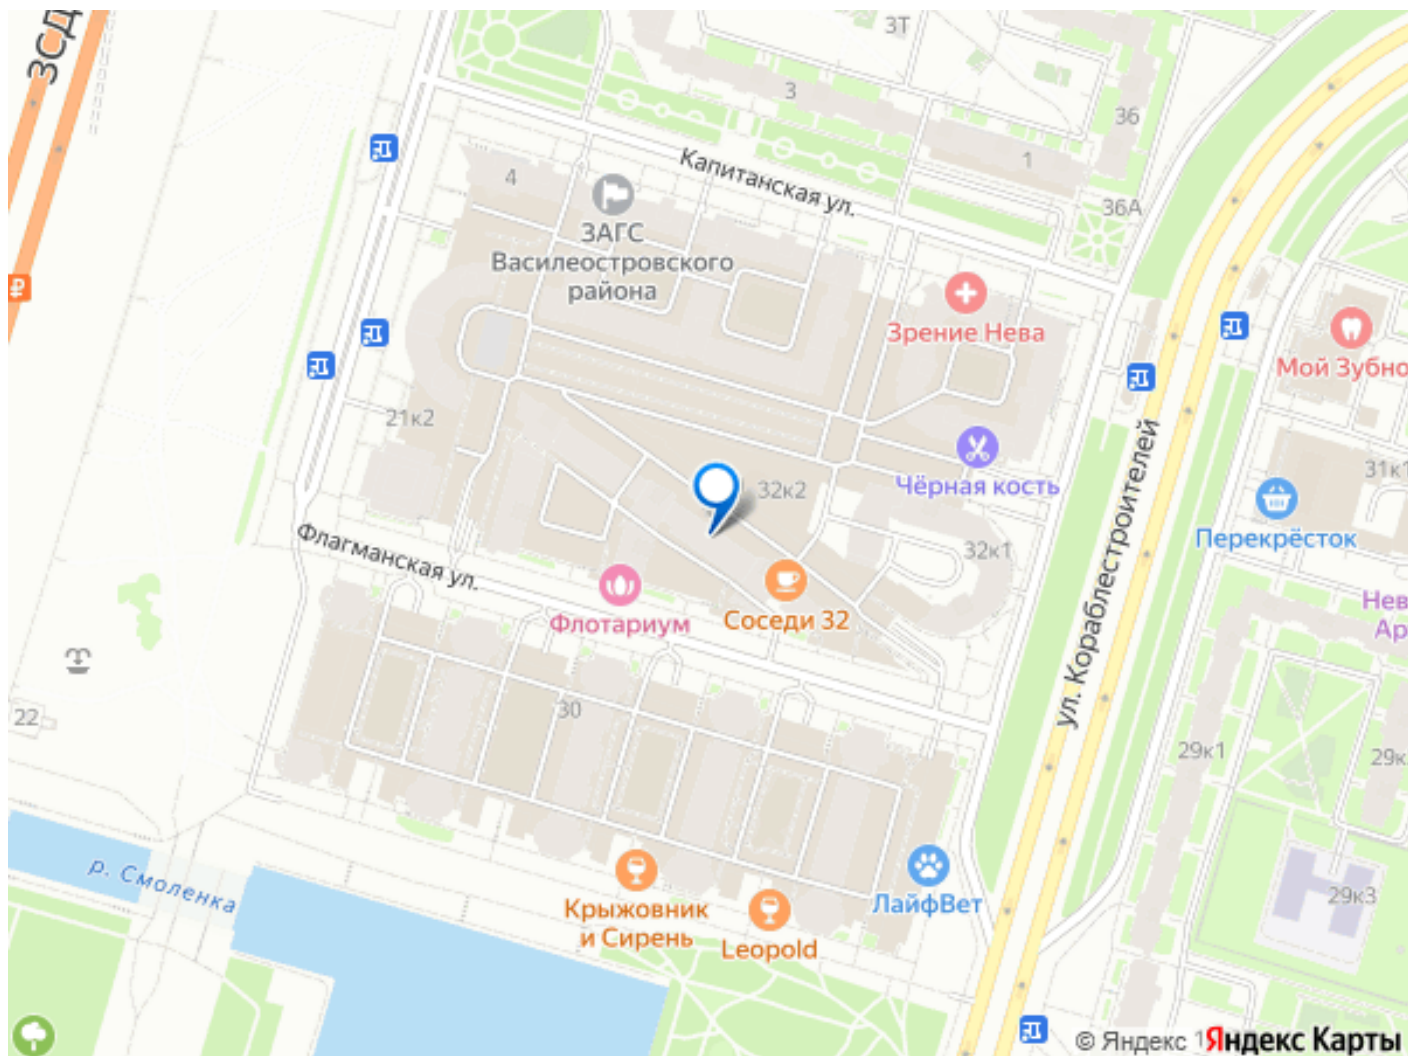 ЗСД
3Т
3
36
1
Капитанская ул.
4
36А
ЗАГС
Василеостровского
района
Зрение Нева
Мой Зубно
21к2
31к1
32к2
Чёрная кость
Перекрёсток
ул. Кораблестроителей
Флагманская ул.
32к1
Флотариум
Соседи 32
Нев
Ар
22
30
29к1
29к
р. Смоленка
29к3
ЛайфВет
Крыжовник
и Сирень
Leopold
© Яндекс
Яндекс Карты